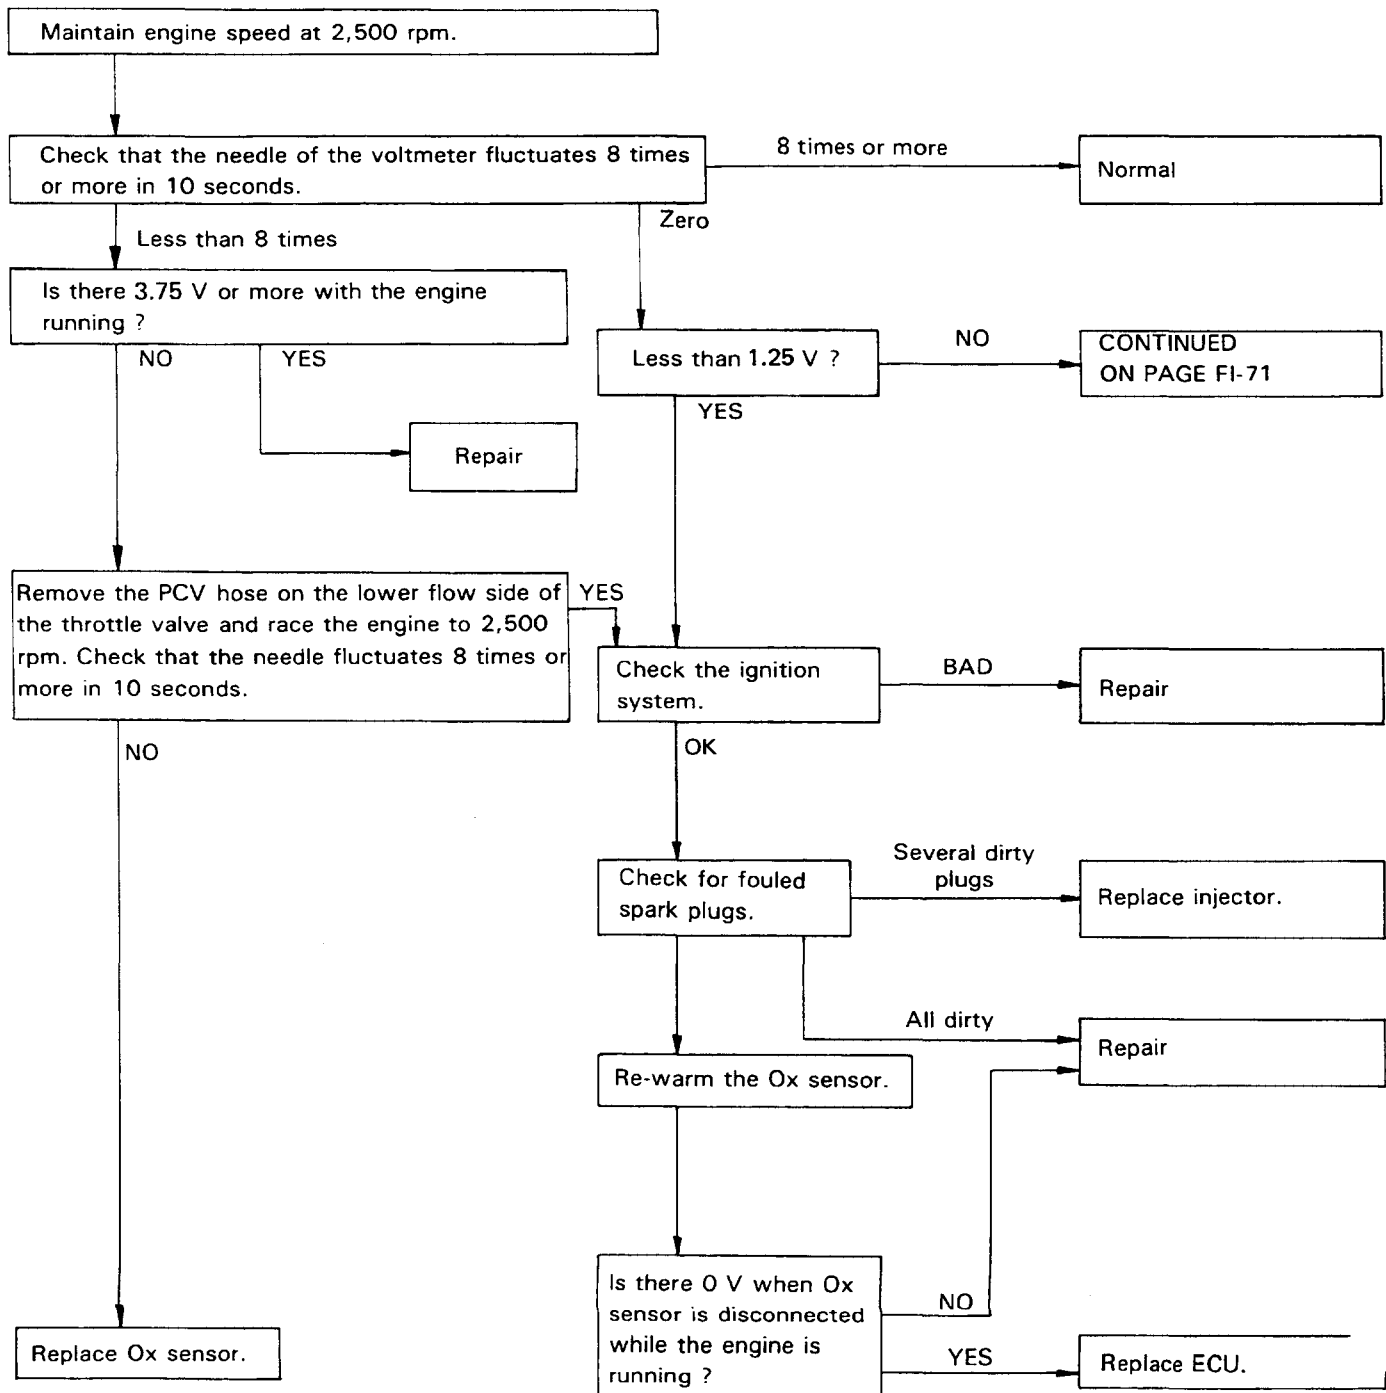 Maintain engine speed at 2,500 rpm.
Check that the needle of the voltmeter fluctuates 8 times
or more in 10 seconds.
8 times or more
Normal
Zero
Less than 8 times
Is there 3.75 V or more with the engine
running ?
NO
YES
Less than 1.25 V ?
NO
CONTINUED
ON PAGE FI-71
YES
Repair
Remove the PCV hose on the lower flow side of
the throttle valve and race the engine to 2,500
rpm. Check that the needle fluctuates 8 times or
more in 10 seconds.
YES
Check the ignition
system.
BAD
Repair
NO
OK
Check for fouled
spark plugs.
Several dirty
plugs
Replace injector.
All dirty
Repair
Re-warm the Ox sensor.
Is there 0 V when Ox
sensor is disconnected
while the engine is
running ?
NO
YES
Replace ECU.
Replace Ox sensor.